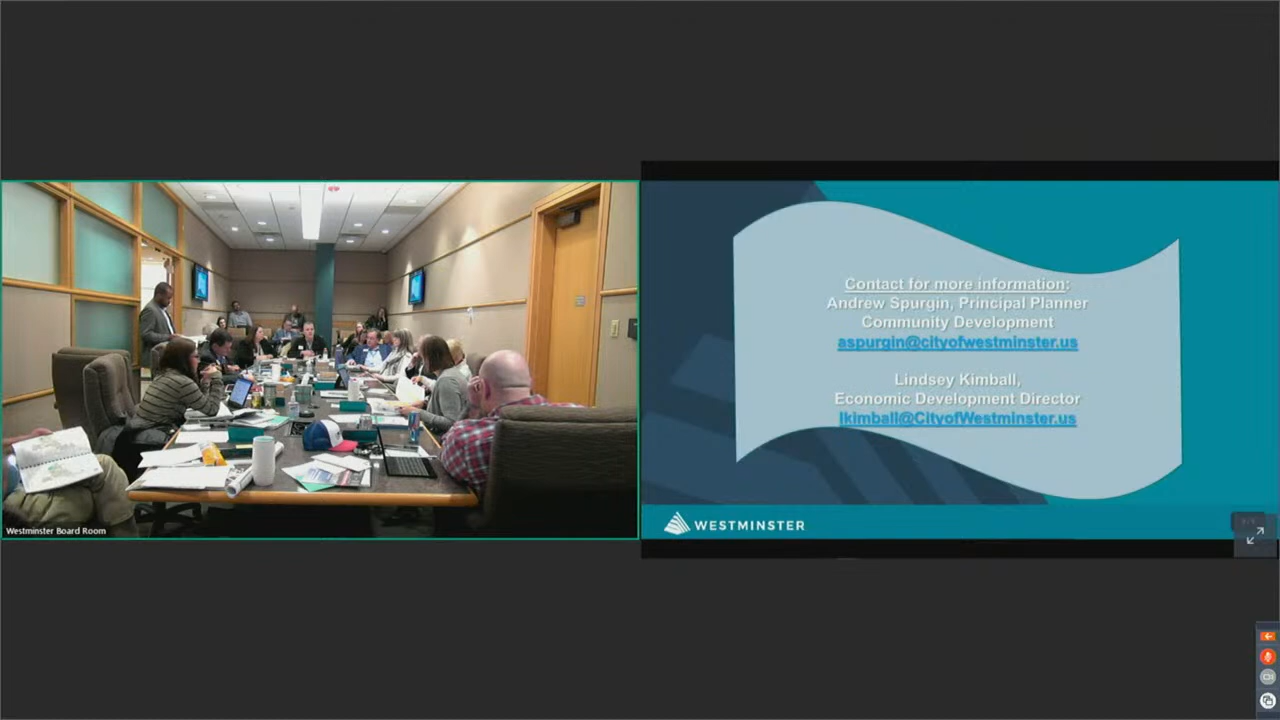 Westminster Board Room
Contact for more information:
Andrew Spurgin, Principal Planner
Community Development
aspurgin@cityofwestminster.us
Lindsey Kimball,
Economic Development Director
lkimball@CityofWestminster.us
WESTMINSTER